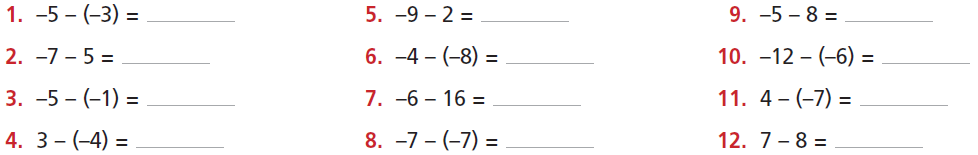 1. –5 – (–3) = ________
2. –7 – 5 = ________
3. –5 – (–1) = ________
4. 3 – (–4) = ________
5. –9 – 2 = ________
6. –4 – (–8) = ________
7. –6 – 16 = ________
8. –7 – (–7) = ________
9. –5 – 8 = ________
10. –12 – (–6) = ________
11. 4 – (–7) = ________
12. 7 – 8 = ________